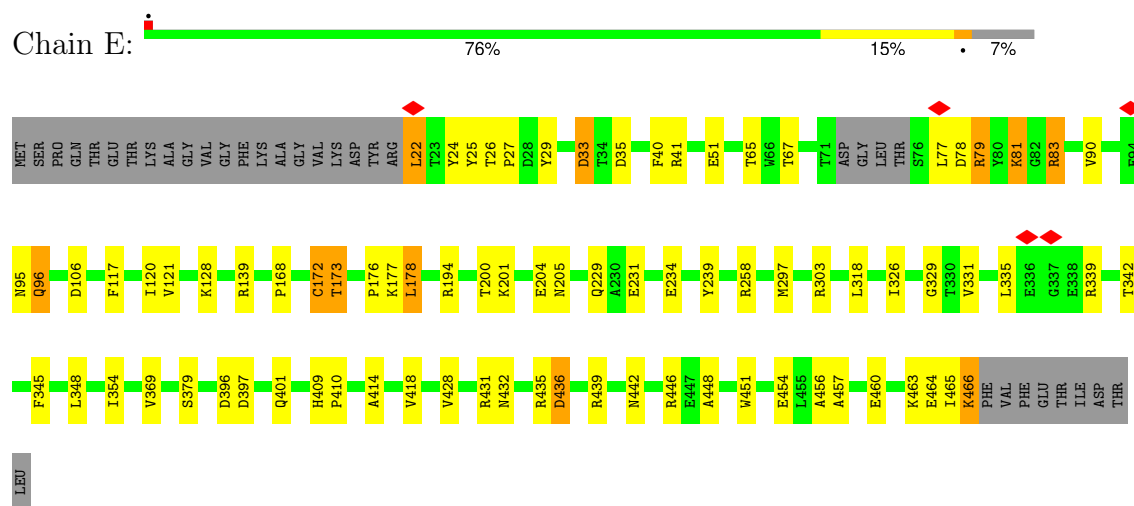 •
Chain E:
76% 15% • 7%
MET SER PRO GLN THR GLU THR LYS ALA GLY VAL GLY PHE LYS ALA GLY VAL LYS ASP TYR ARG L22 T23 Y24 Y25 T26 P27 D28 Y29 D33 T34 D35 F40 R41 E51 T65 W66 T67 T71 ASP GLY LEU THR S76 L77 D78 R79 Y80 K81 G82 R83 V90 E94
N95 Q96 D106 F117 I120 V121 K128 R139 P168 C172 T173 P176 K177 L178 R194 T200 K201 E204 N205 Q229 A230 E231 E234 Y239 R258 M297 R303 L318 I326 G329 T330 V331 L335 E336 G337 E338 R339 T342
F345 L348 I354 V369 S379 D396 D397 Q401 H409 P410 A414 V418 V428 R431 N432 R435 D436 R439 N442 R446 E447 A448 W451 E454 L455 A456 A457 E460 K463 E464 I465 K466 PHE VAL PHE GLU THR ILE ASP THR
LEU